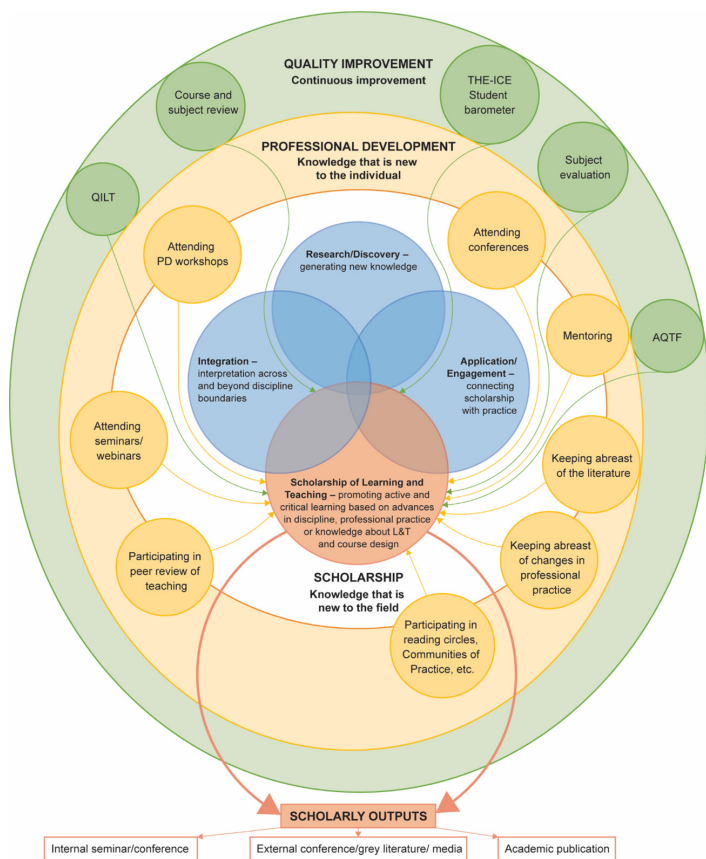 QUALITY IMPROVEMENT
Continuous improvement
THE-ICE
Student
barometer
Course and
subject review
PROFESSIONAL DEVELOPMENT
Knowledge that is new
to the individual
Subject
evaluation
QILT
Attending
PD workshops
Attending
conferences
Research/Discovery –
generating new knowledge
Mentoring
AQTF
Integration –
interpretation across
and beyond discipline
boundaries
Application/
Engagement –
connecting
scholarship
with practice
Attending
seminars/
webinars
Keeping abreast
of the literature
Scholarship of Learning and
Teaching – promoting active and
critical learning based on advances
in discipline, professional practice
or knowledge about L&T
and course design
Participating in
peer review of
teaching
Keeping abreast
of changes in
professional
practice
SCHOLARSHIP
Knowledge that is
new to the field
Participating in
reading circles,
Communities of
Practice, etc.
SCHOLARLY OUTPUTS
Internal seminar/conference
External conference/grey literature/ media
Academic publication